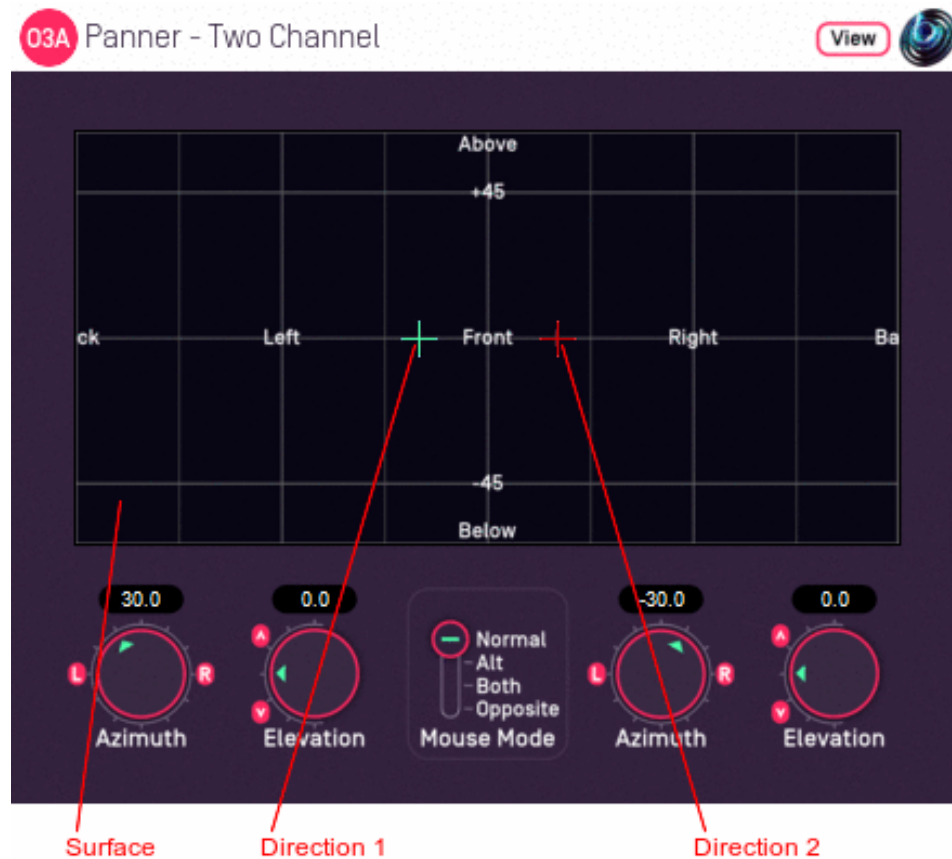 O3A Panner - Two Channel View
Above
+45
ck Left Front Right Ba
-45
Below
30.0 0.0 -30.0 0.0
Normal
Alt
Both
Opposite
L R L R
Azimuth Elevation Mouse Mode Azimuth Elevation
Surface Direction 1 Direction 2